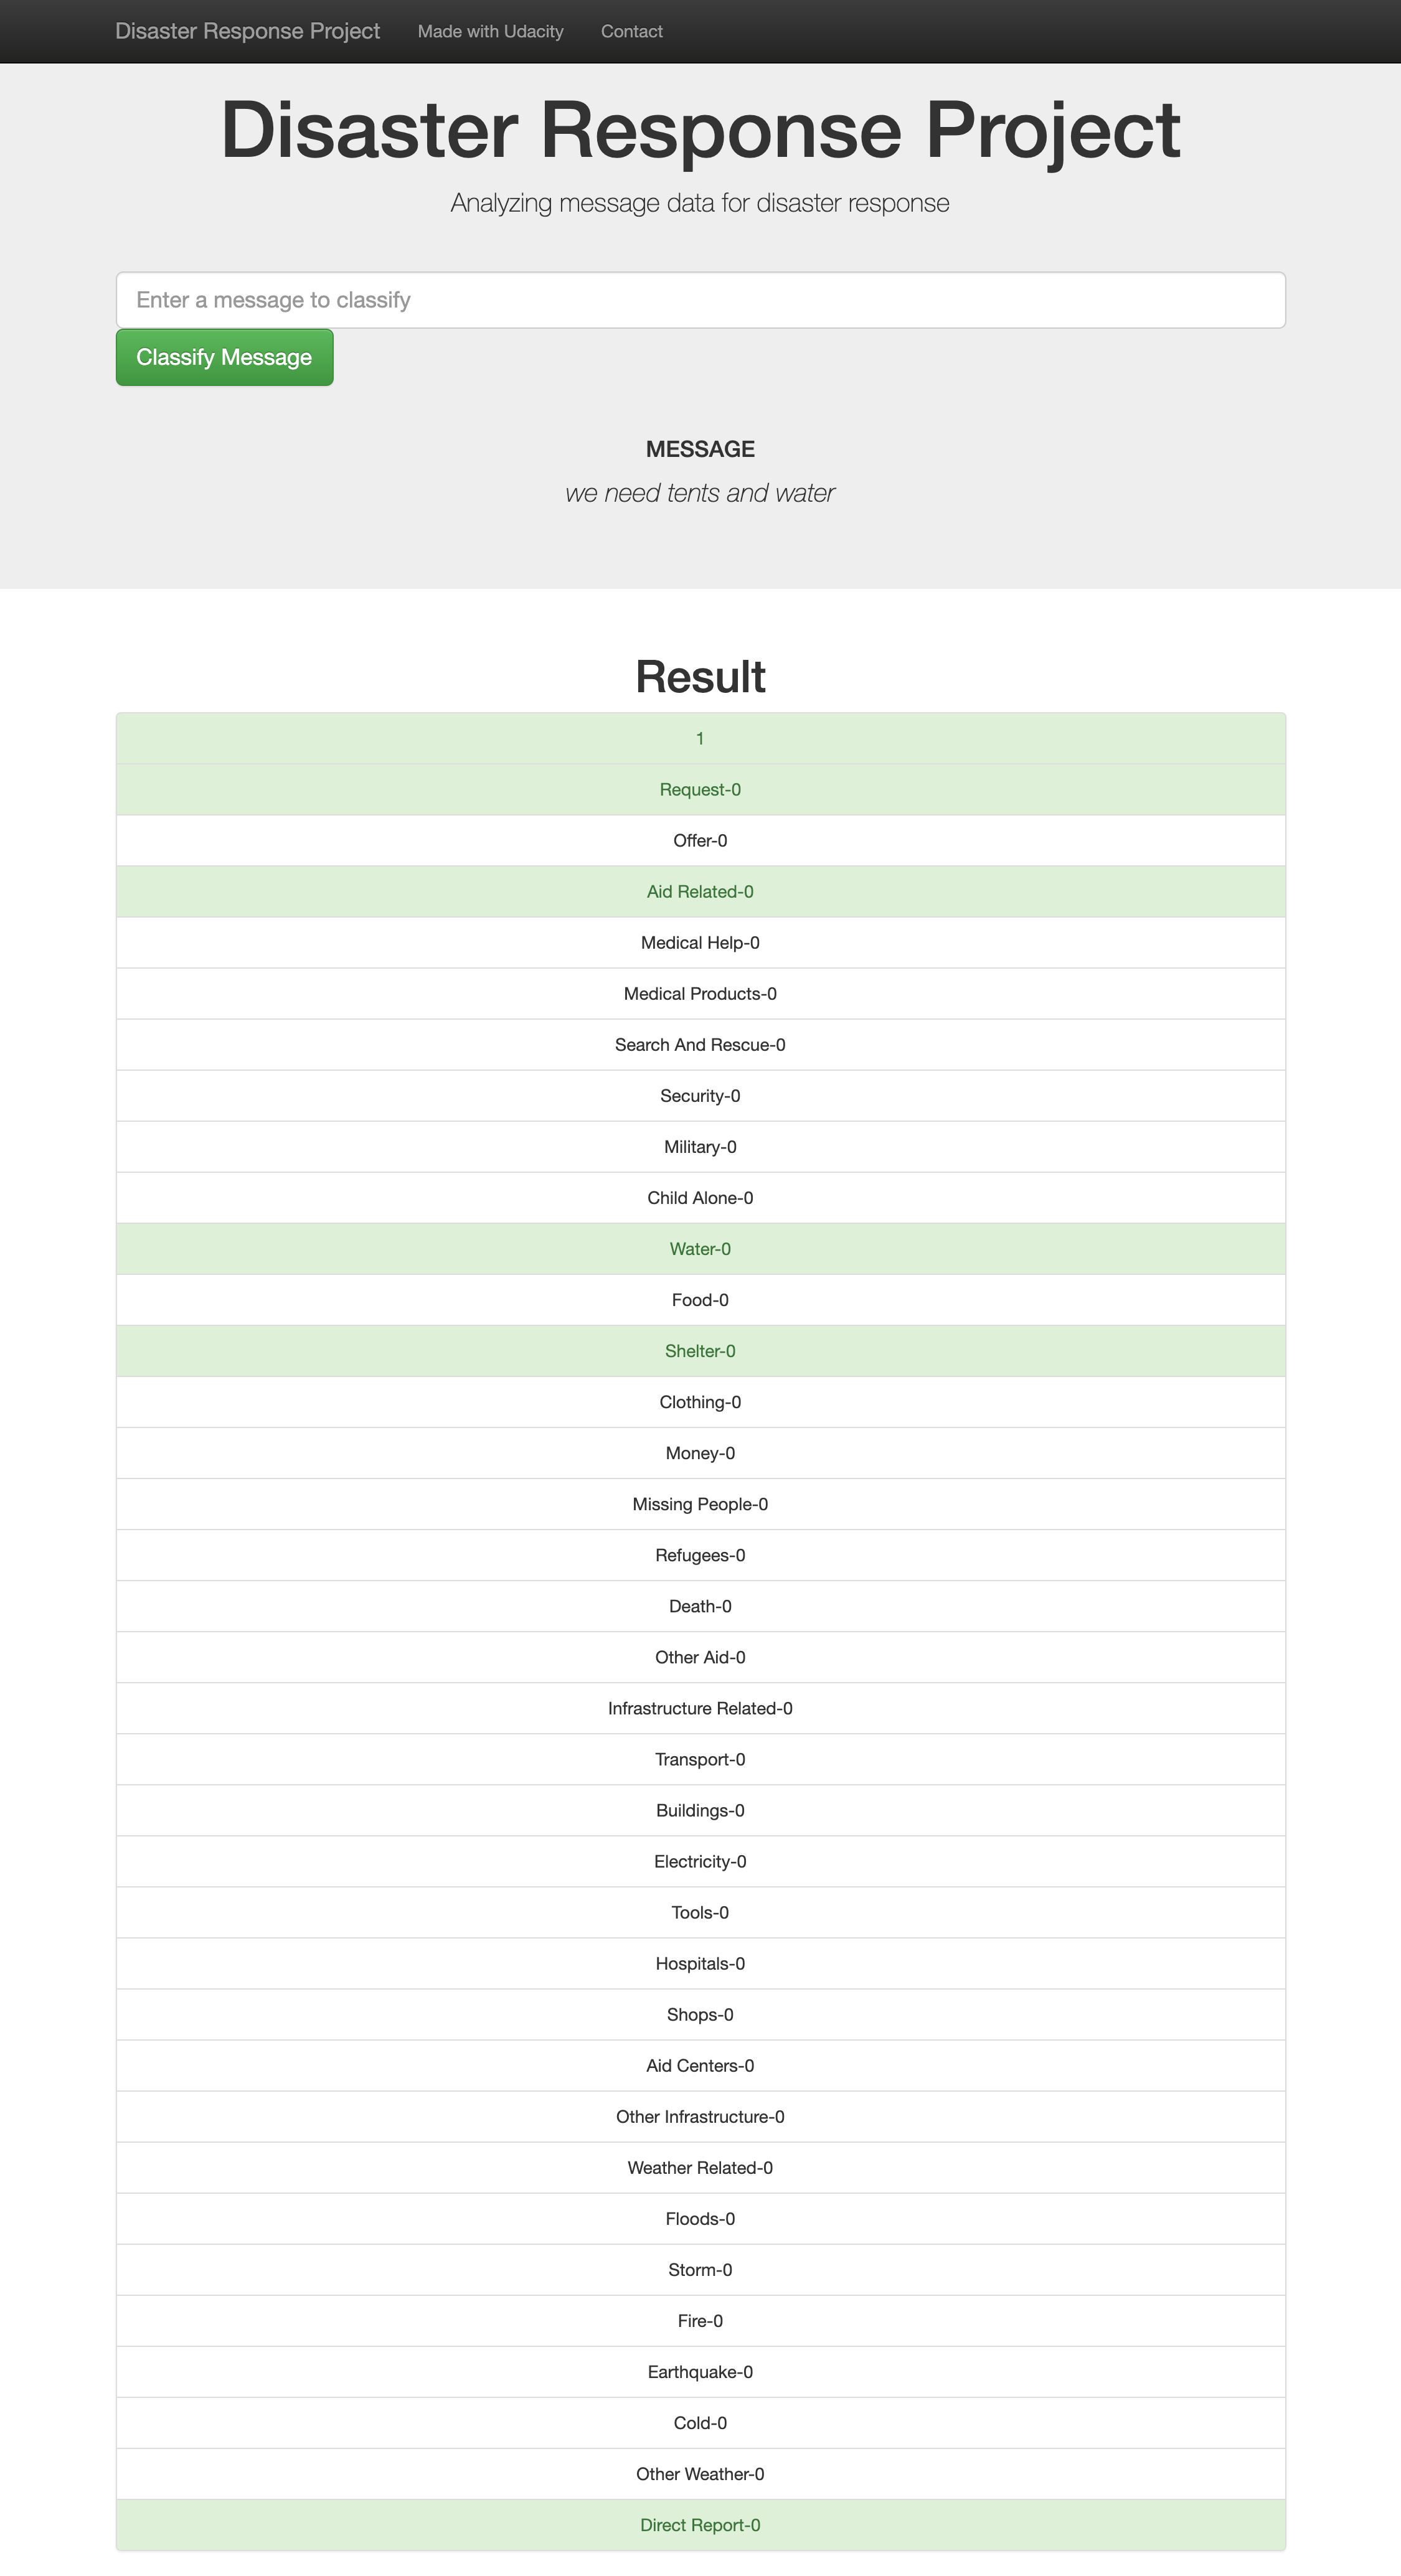 Disaster Response Project Made with Udacity Contact
Disaster Response Project
Analyzing message data for disaster response
Enter a message to classify
Classify Message
MESSAGE
we need tents and water
Result
1
Request-0
Offer-0
Aid Related-0
Medical Help-0
Medical Products-0
Search And Rescue-0
Security-0
Military-0
Child Alone-0
Water-0
Food-0
Shelter-0
Clothing-0
Money-0
Missing People-0
Refugees-0
Death-0
Other Aid-0
Infrastructure Related-0
Transport-0
Buildings-0
Electricity-0
Tools-0
Hospitals-0
Shops-0
Aid Centers-0
Other Infrastructure-0
Weather Related-0
Floods-0
Storm-0
Fire-0
Earthquake-0
Cold-0
Other Weather-0
Direct Report-0